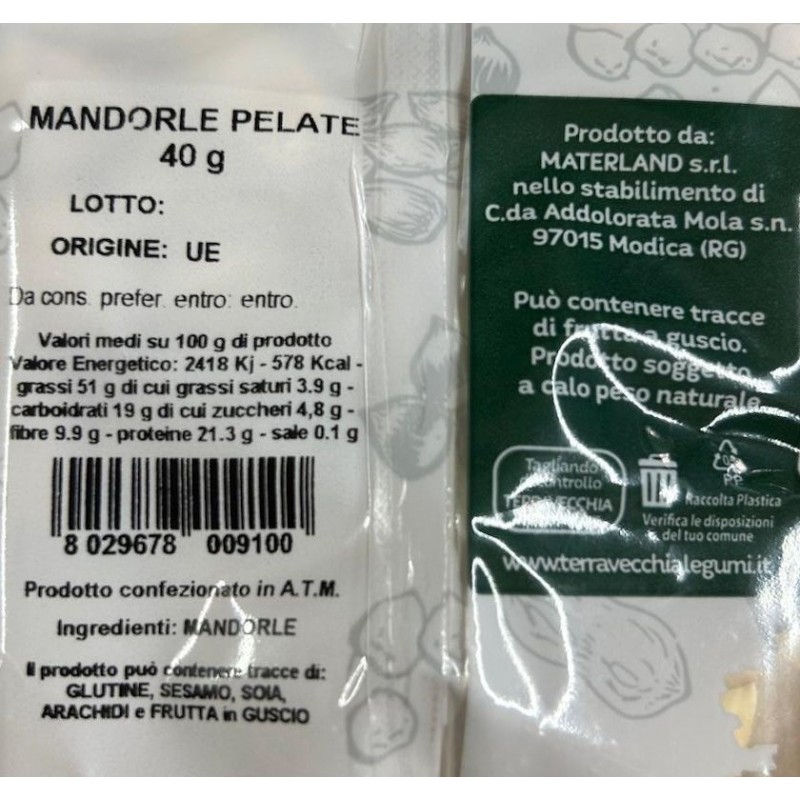 MANDORLE PELATE
40 g
LOTTO:
ORIGINE: UE
Da cons. prefer. entro: entro.
Valori medi su 100 g di prodotto
Valore Energetico: 2418 Kj - 578 Kcal -
grassi 51 g di cui grassi saturi 3.9 g -
carboidrati 19 g di cui zuccheri 4,8 g -
fibre 9.9 g - proteine 21.3 g - sale 0.1 g
8 029678 009100
Prodotto confezionato in A.T.M.
Ingredienti: MANDORLE
Il prodotto può contenere tracce di:
GLUTINE, SESAMO, SOIA,
ARACHIDI e FRUTTA in GUSCIO
Prodotto da:
MATERLAND s.r.l.
nello stabilimento di
C.da Addolorata Mola s.n.
97015 Modica (RG)
Può contenere tracce
di frutta a guscio.
Prodotto soggetto
a calo peso naturale
Tagliando
controllo
TERRAVECCHIA
05
PP
Raccolta Plastica
Verifica le disposizioni
del tuo comune
www.terravecchialegumi.it